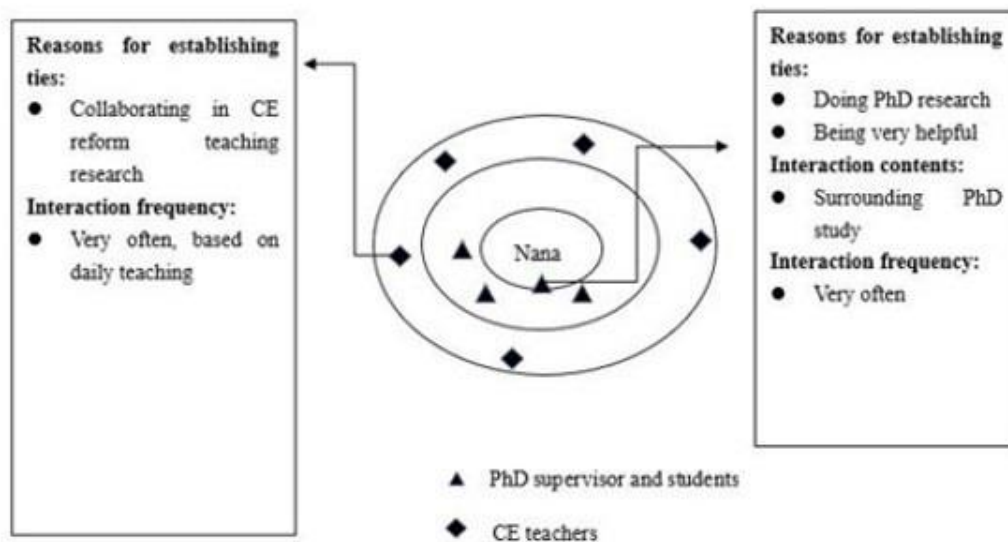 Reasons for establishing
ties:
● Collaborating in CE
reform teaching
research
Interaction frequency:
● Very often, based on
daily teaching
Nana
Reasons for establishing
ties:
● Doing PhD research
● Being very helpful
Interaction contents:
● Surrounding PhD
study
Interaction frequency:
● Very often
▲ PhD supervisor and students
◆ CE teachers